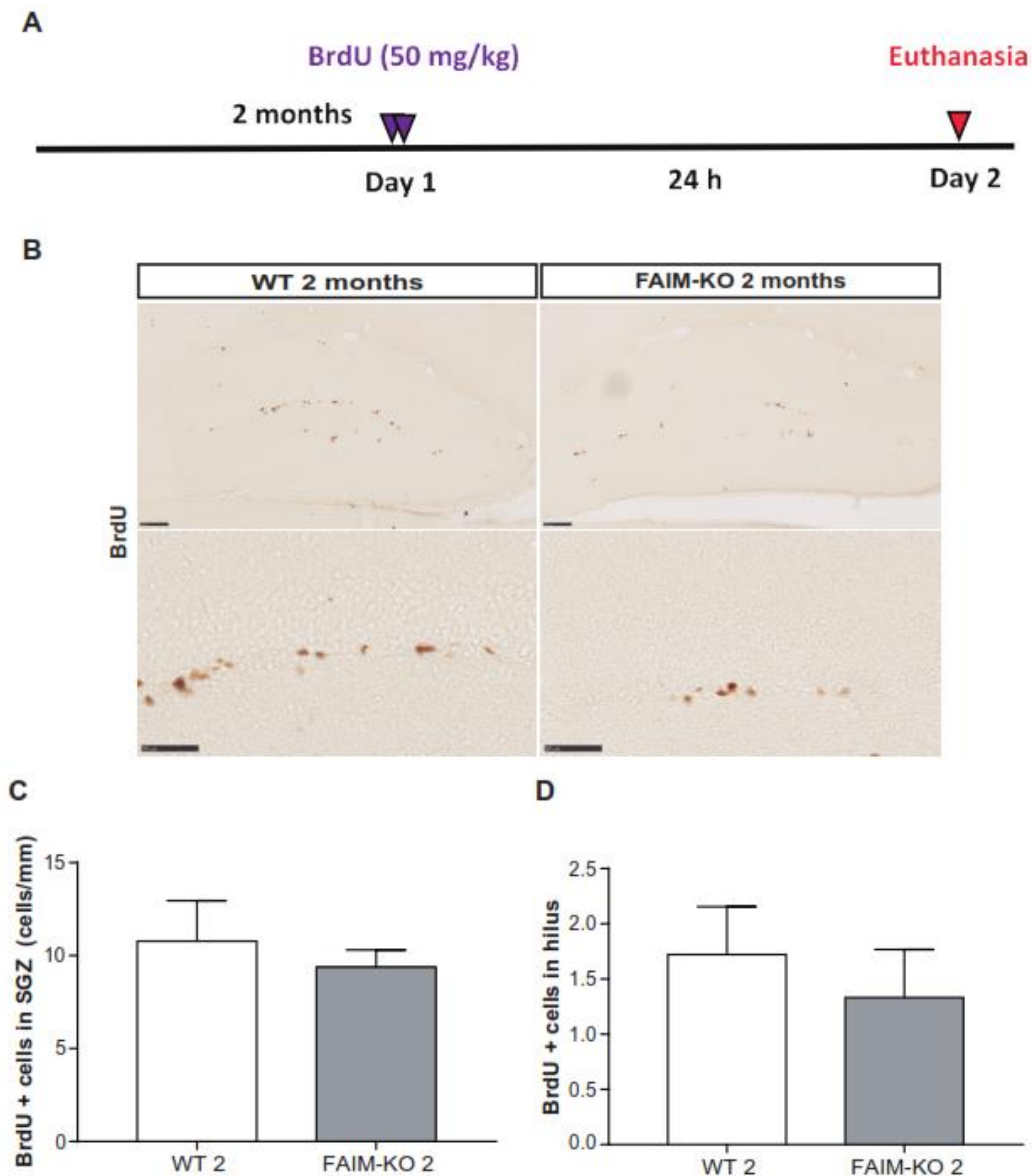 A
BrdU (50 mg/kg)
Euthanasia
2 months
Day 1
24 h
Day 2
B
WT 2 months
FAIM-KO 2 months
BrdU
C
D
BrdU + cells in SGZ (cells/mm)
15
10
5
0
WT 2
FAIM-KO 2
BrdU + cells in hilus
2.5
2.0
1.5
1.0
0.5
0.0
WT 2
FAIM-KO 2